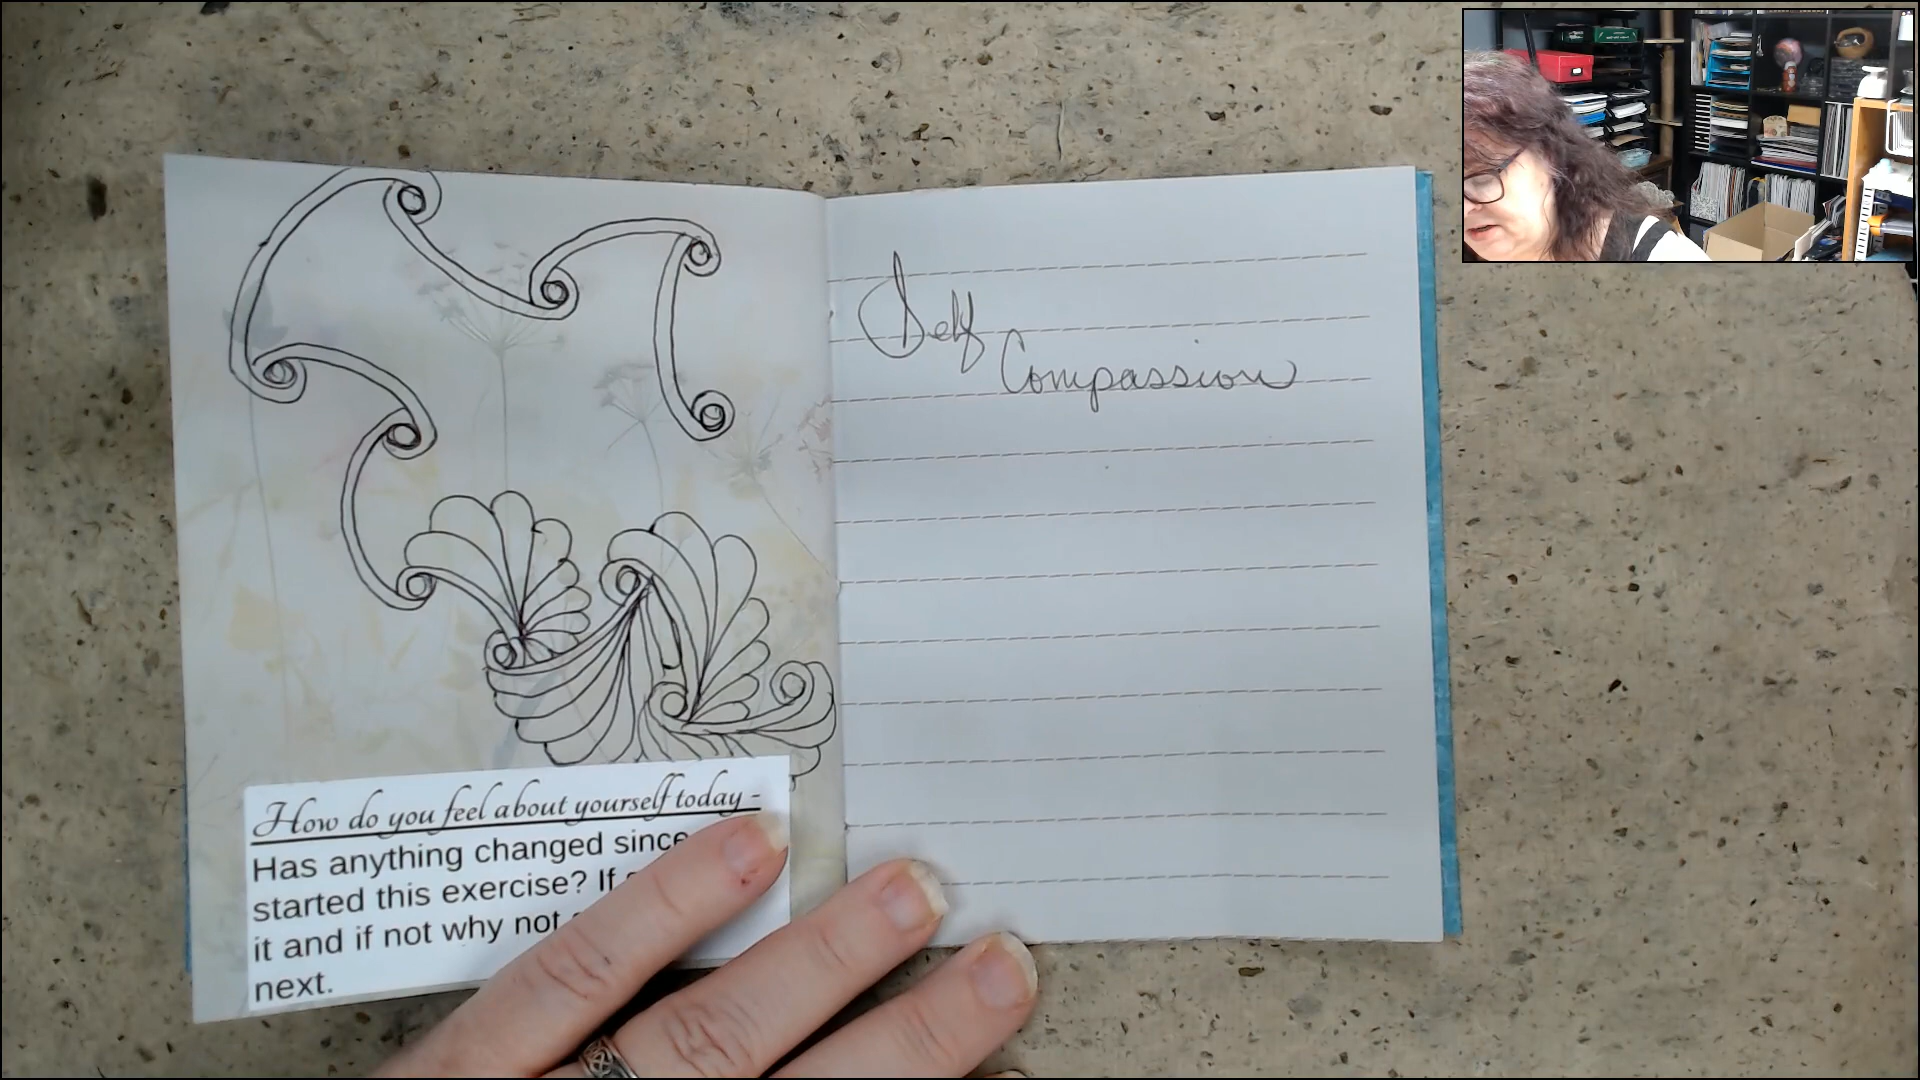 How do you feel about yourself today -
Has anything changed since
started this exercise? If
it and if not why not
next.
Self
Compassion